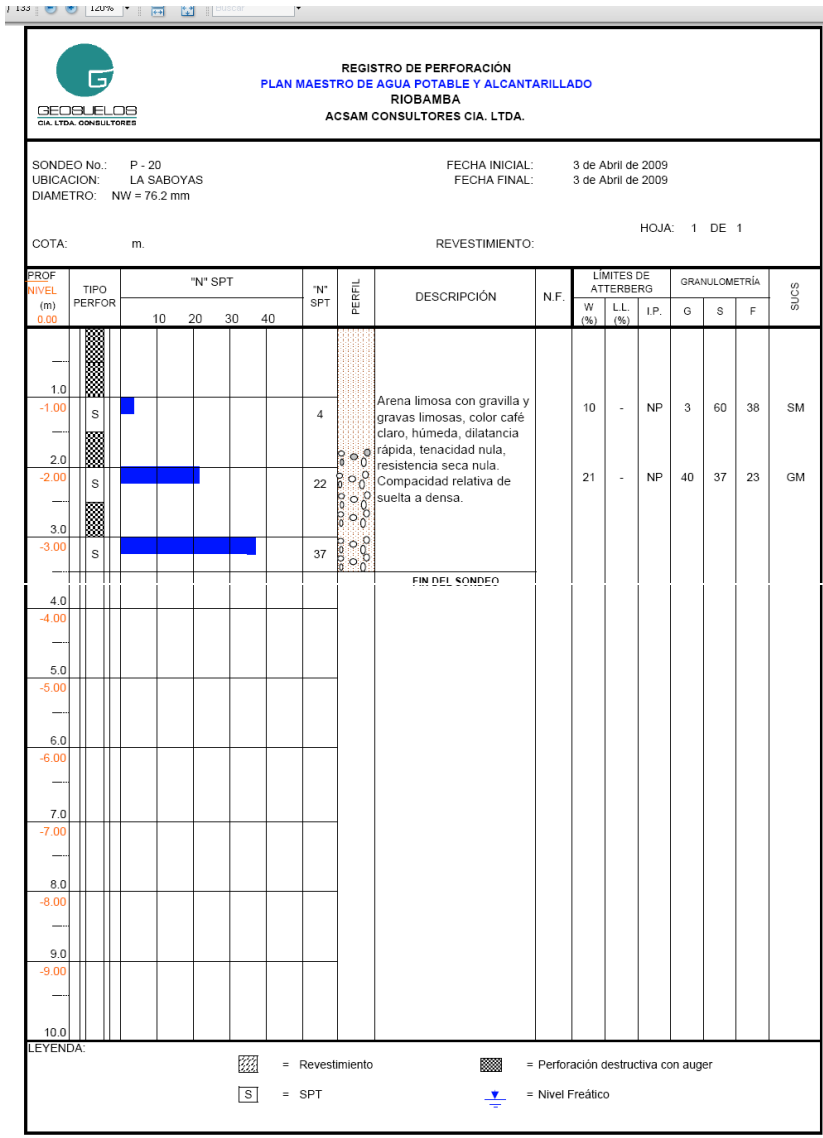 133 120% Buscar
REGISTRO DE PERFORACIÓN
PLAN MAESTRO DE AGUA POTABLE Y ALCANTARILLADO
RIOBAMBA
ACSAM CONSULTORES CIA. LTDA.
G
GEOSUELOS
CIA. LTDA. CONSULTORES
SONDEO No.: P - 20 FECHA INICIAL: 3 de Abril de 2009
UBICACION: LA SABOYAS FECHA FINAL: 3 de Abril de 2009
DIAMETRO: NW = 76.2 mm
HOJA: 1 DE 1
COTA: m. REVESTIMIENTO:
PROF NIVEL (m) 0.00
TIPO PERFOR
"N" SPT
10 20 30 40
"N" SPT
PERFIL
DESCRIPCIÓN
N.F.
LÍMITES DE ATTERBERG
W (%) L.L. (%) I.P.
GRANULOMETRÍA
G S F
SUCS
1.0
-1.00 S 4 10 - NP 3 60 38 SM
Arena limosa con gravilla y
gravas limosas, color café
claro, húmeda, dilatancia
rápida, tenacidad nula,
resistencia seca nula.
Compacidad relativa de
suelta a densa.
2.0
-2.00 S 22 21 - NP 40 37 23 GM
3.0
-3.00 S 37
FIN DEL SONDEO
4.0
-4.00
5.0
-5.00
6.0
-6.00
7.0
-7.00
8.0
-8.00
9.0
-9.00
10.0
LEYENDA:
= Revestimiento = Perforación destructiva con auger
S = SPT = Nivel Freático